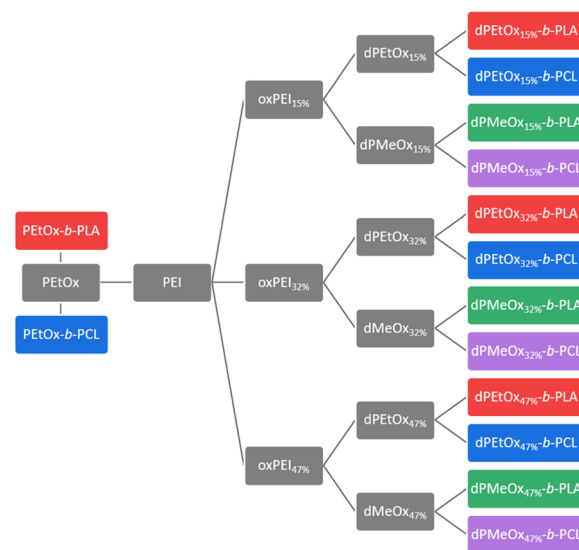 PEtOx-b-PLA
PEtOx
PEtOx-b-PCL
PEI
oxPEI15%
oxPEI32%
oxPEI47%
dPEtOx15%
dPMeOx15%
dPEtOx32%
dMeOx32%
dPEtOx47%
dMeOx47%
dPEtOx15%-b-PLA
dPEtOx15%-b-PCL
dPMeOx15%-b-PLA
dPMeOx15%-b-PCL
dPEtOx32%-b-PLA
dPEtOx32%-b-PCL
dPMeOx32%-b-PLA
dPMeOx32%-b-PCL
dPEtOx47%-b-PLA
dPEtOx47%-b-PCL
dPMeOx47%-b-PLA
dPMeOx47%-b-PCL